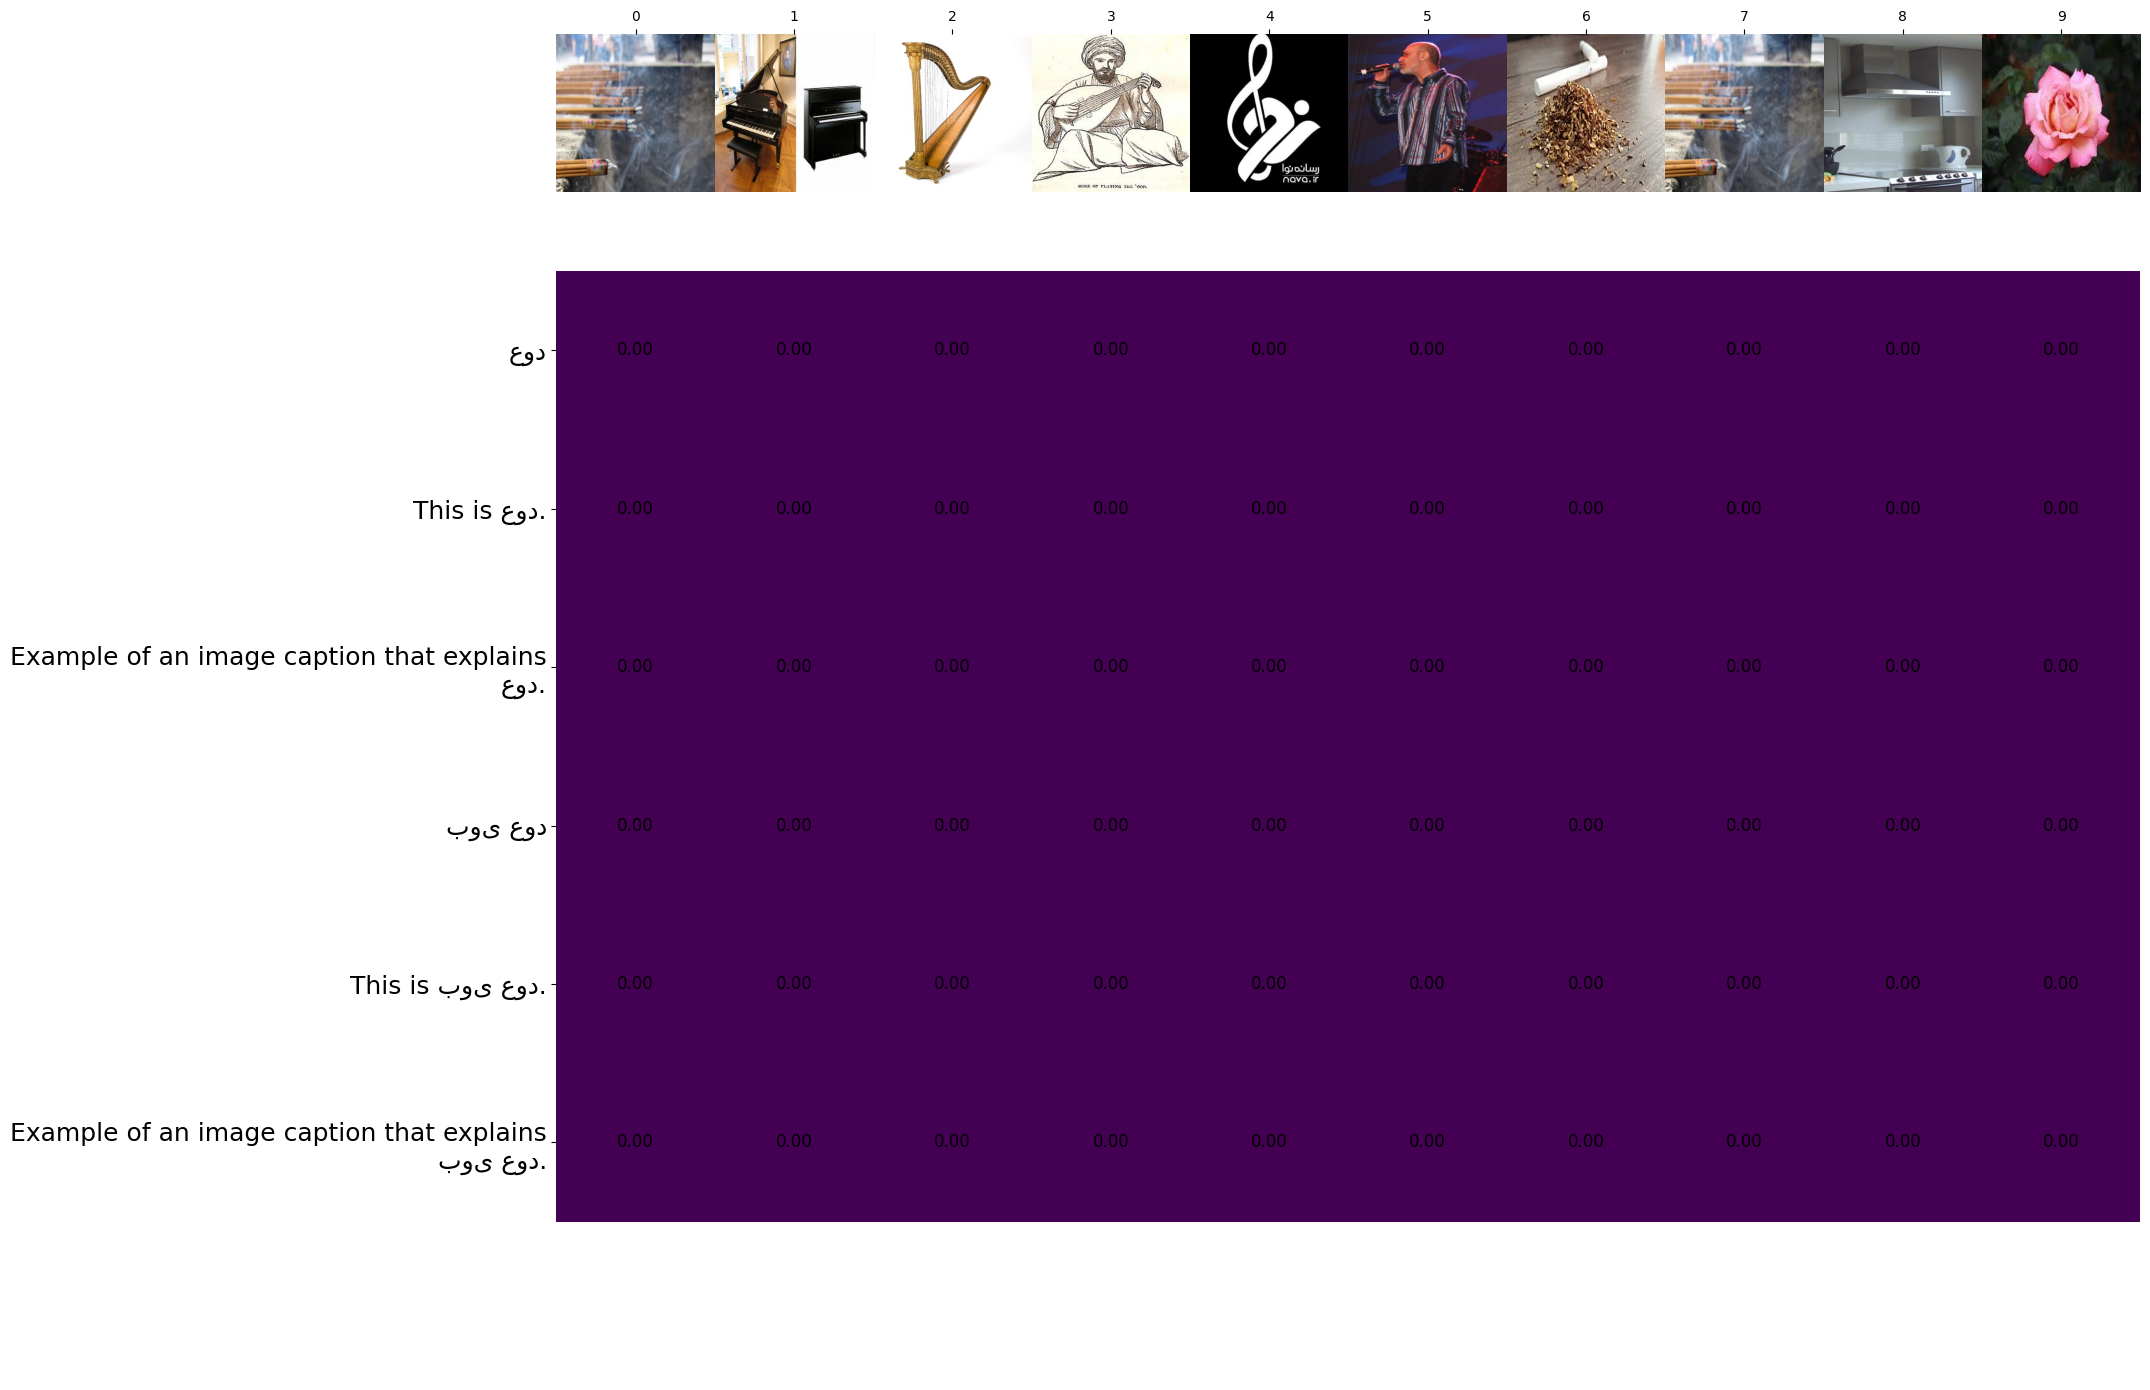 0 1 2 3 4 5 6 7 8 9
MODE OF PLAYING THE 'OOD.
رسانه نوا
nava.ir
عود 0.00 0.00 0.00 0.00 0.00 0.00 0.00 0.00 0.00 0.00
This is عود. 0.00 0.00 0.00 0.00 0.00 0.00 0.00 0.00 0.00 0.00
Example of an image caption that explains
عود. 0.00 0.00 0.00 0.00 0.00 0.00 0.00 0.00 0.00 0.00
بوی عود 0.00 0.00 0.00 0.00 0.00 0.00 0.00 0.00 0.00 0.00
This is بوی عود. 0.00 0.00 0.00 0.00 0.00 0.00 0.00 0.00 0.00 0.00
Example of an image caption that explains
بوی عود. 0.00 0.00 0.00 0.00 0.00 0.00 0.00 0.00 0.00 0.00